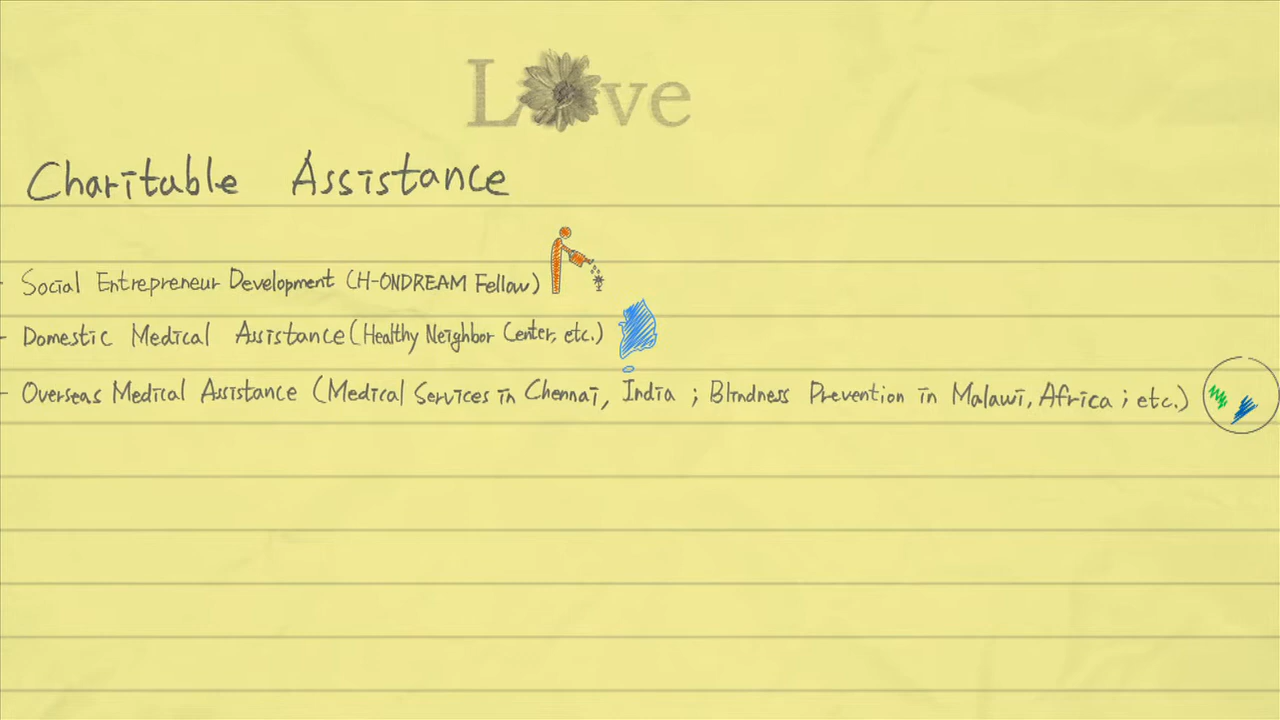 Love
Charitable Assistance
- Social Entrepreneur Development (H-ONDREAM Fellow)
- Domestic Medical Assistance (Healthy Neighbor Center, etc.)
- Overseas Medical Assistance (Medical Services in Chennai, India ; Blindness Prevention in Malawi, Africa ; etc.)